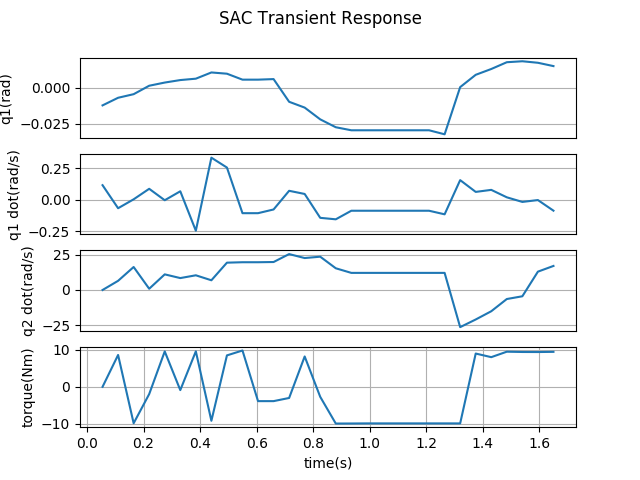 SAC Transient Response
q1(rad)
0.000
−0.025
q1 dot(rad/s)
0.25
0.00
−0.25
q2 dot(rad/s)
25
0
−25
torque(Nm)
10
0
−10
0.0 0.2 0.4 0.6 0.8 1.0 1.2 1.4 1.6
time(s)